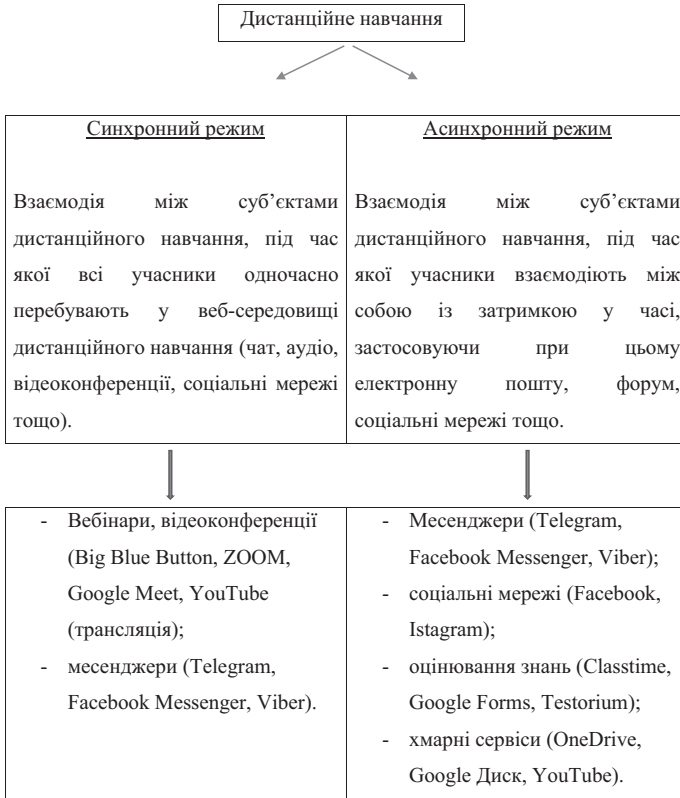 Дистанційне навчання
Синхронний режим
Взаємодія між суб’єктами
дистанційного навчання, під час
якої всі учасники одночасно
перебувають у веб-середовищі
дистанційного навчання (чат, аудіо,
відеоконференції, соціальні мережі
тощо).
Асинхронний режим
Взаємодія між суб’єктами
дистанційного навчання, під час
якої учасники взаємодіють між
собою із затримкою у часі,
застосовуючи при цьому
електронну пошту, форум,
соціальні мережі тощо.
- Вебінари, відеоконференції
(Big Blue Button, ZOOM,
Google Meet, YouTube
(трансляція);
- месенджери (Telegram,
Facebook Messenger, Viber).
- Месенджери (Telegram,
Facebook Messenger, Viber);
- соціальні мережі (Facebook,
Istagram);
- оцінювання знань (Classtime,
Google Forms, Testorium);
- хмарні сервіси (OneDrive,
Google Диск, YouTube).